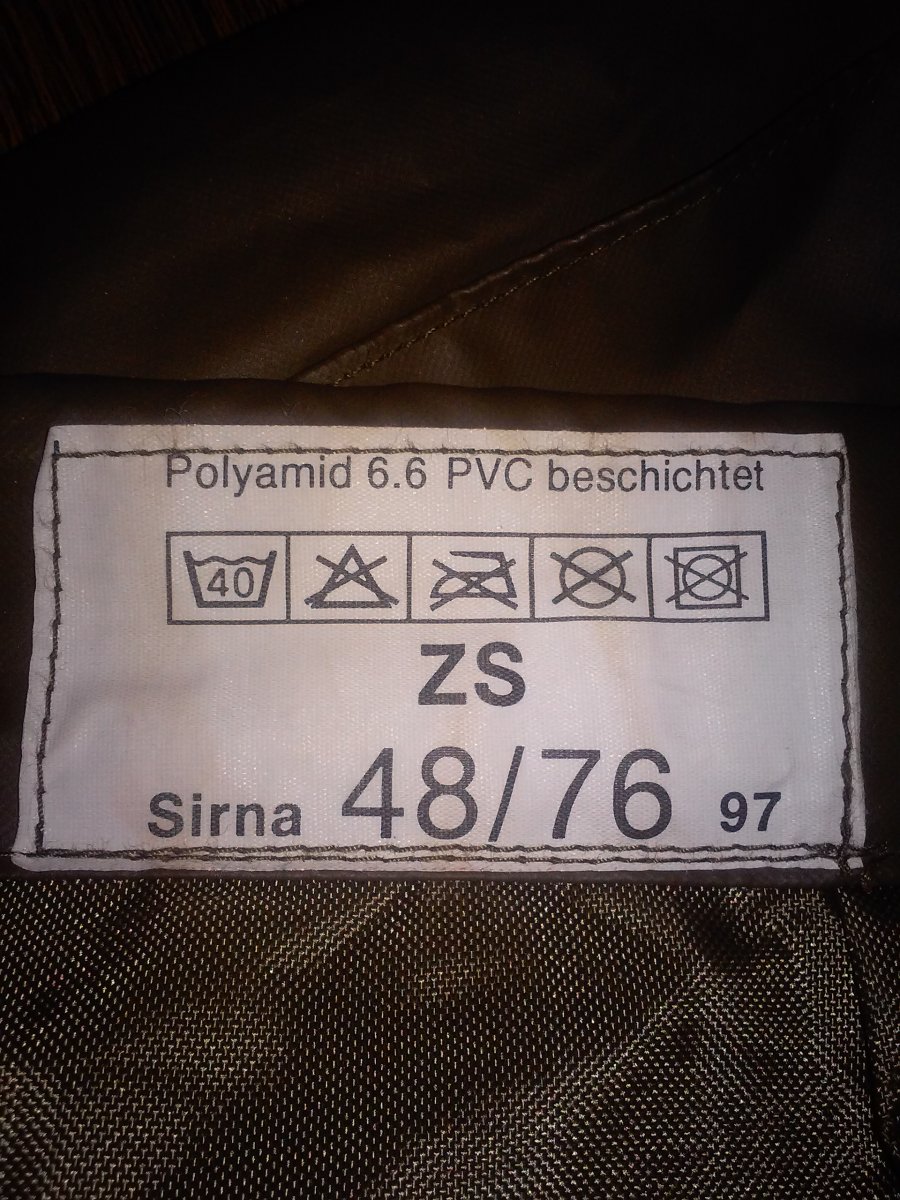 Polyamid 6.6 PVC beschichtet
40
ZS
Sirna 48/76 97